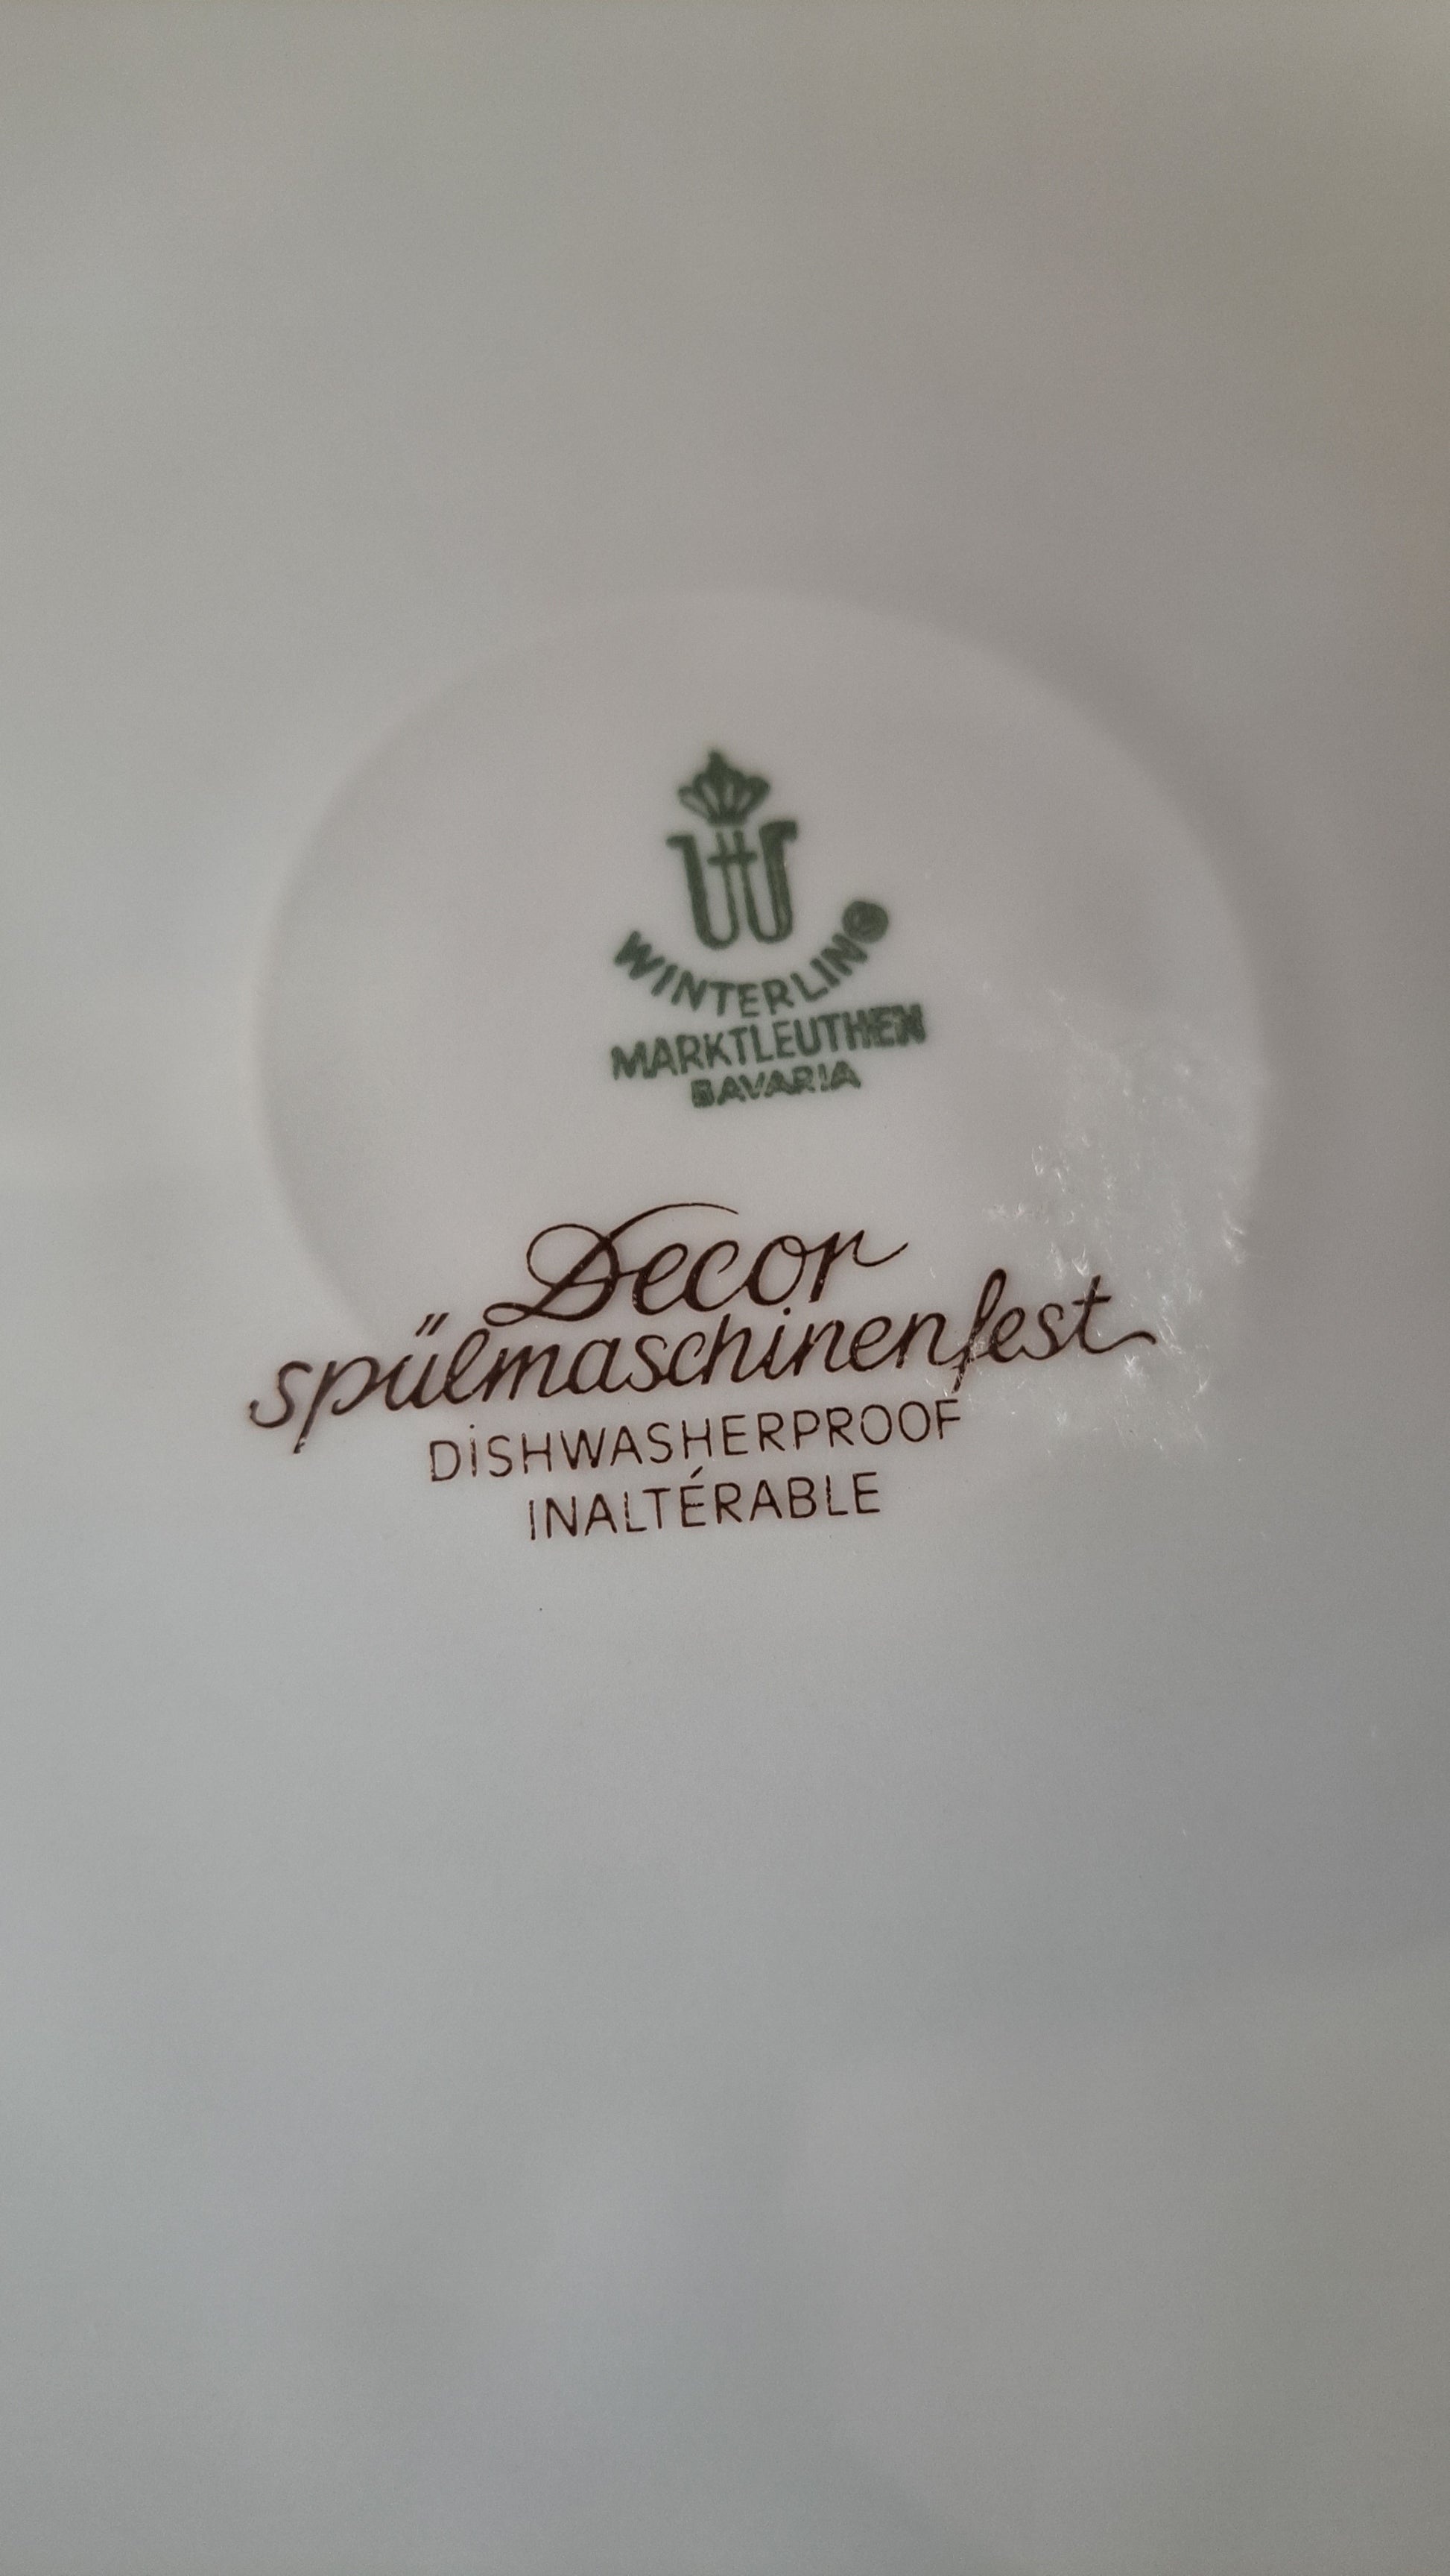 WINTERLING
MARKTLEUTHEN
BAVARIA
Decor
spülmaschinenfest
DISHWASHERPROOF
INALTÉRABLE